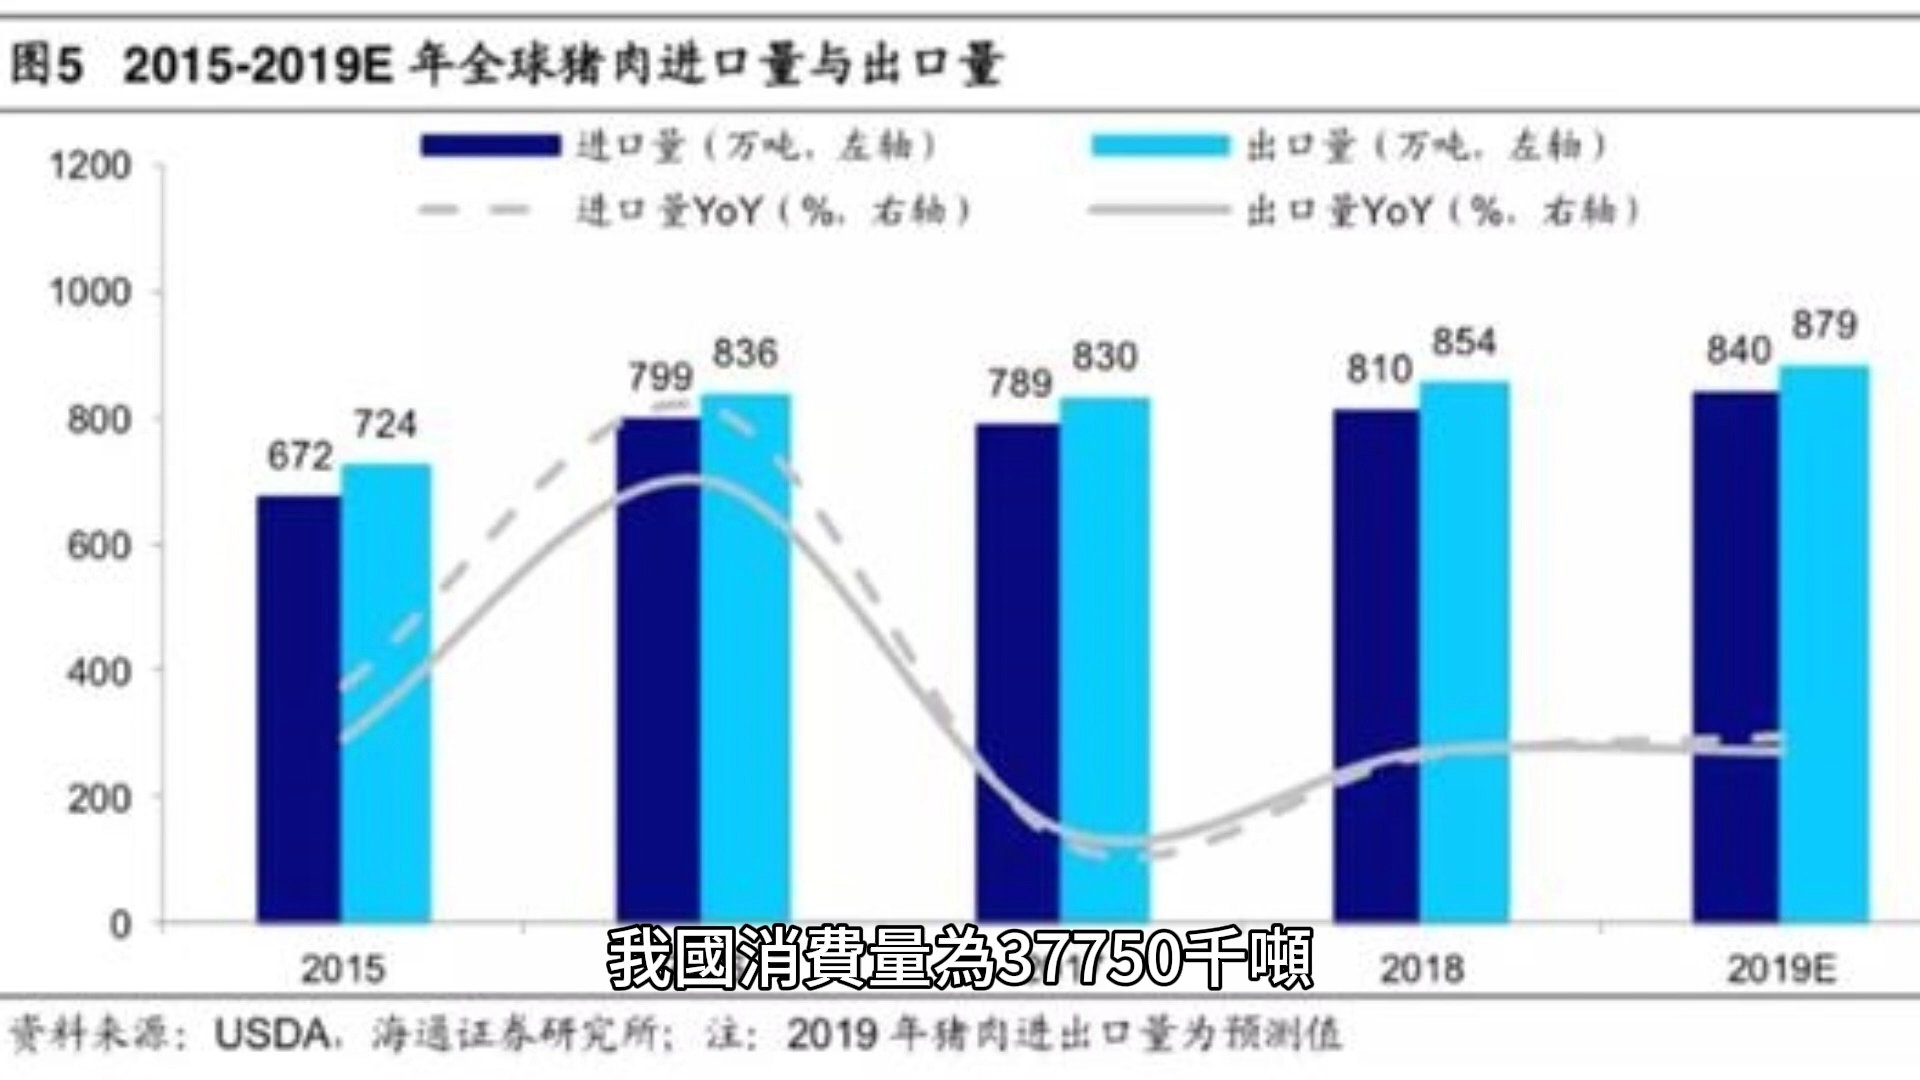 图5 2015-2019E 年全球猪肉进口量与出口量
进口量（万吨，左轴） 出口量（万吨，左轴）
进口量YoY（%，右轴） 出口量YoY（%，右轴）
1200
1000
800
600
400
200
0
672 724
799 836
789 830
810 854
840 879
2015 2018 2019E
我國消費量為37750千噸
资料来源：USDA，海通证券研究所；注：2019 年猪肉进出口量为预测值